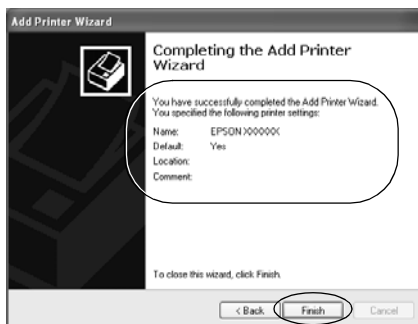 Add Printer Wizard
Completing the Add Printer
Wizard
You have successfully completed the Add Printer Wizard.
You specified the following printer settings:
Name: EPSON XXXXXX
Default: Yes
Location:
Comment:
To close this wizard, click Finish.
< Back Finish Cancel